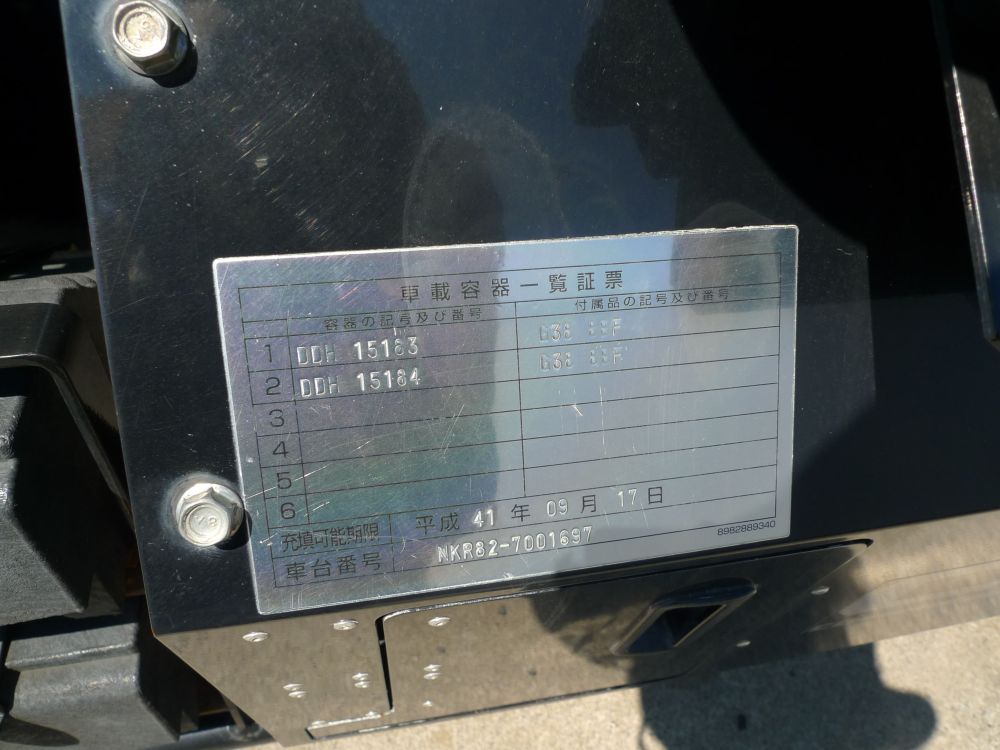 車載容器一覧証票
容器の記号及び番号 付属品の記号及び番号
1 DDH 15183
2 DDH 15184
3
4
5
6
充填可能期限 平成 41 年 09 月 17 日
車台番号 NKR82-7001697
8982889340